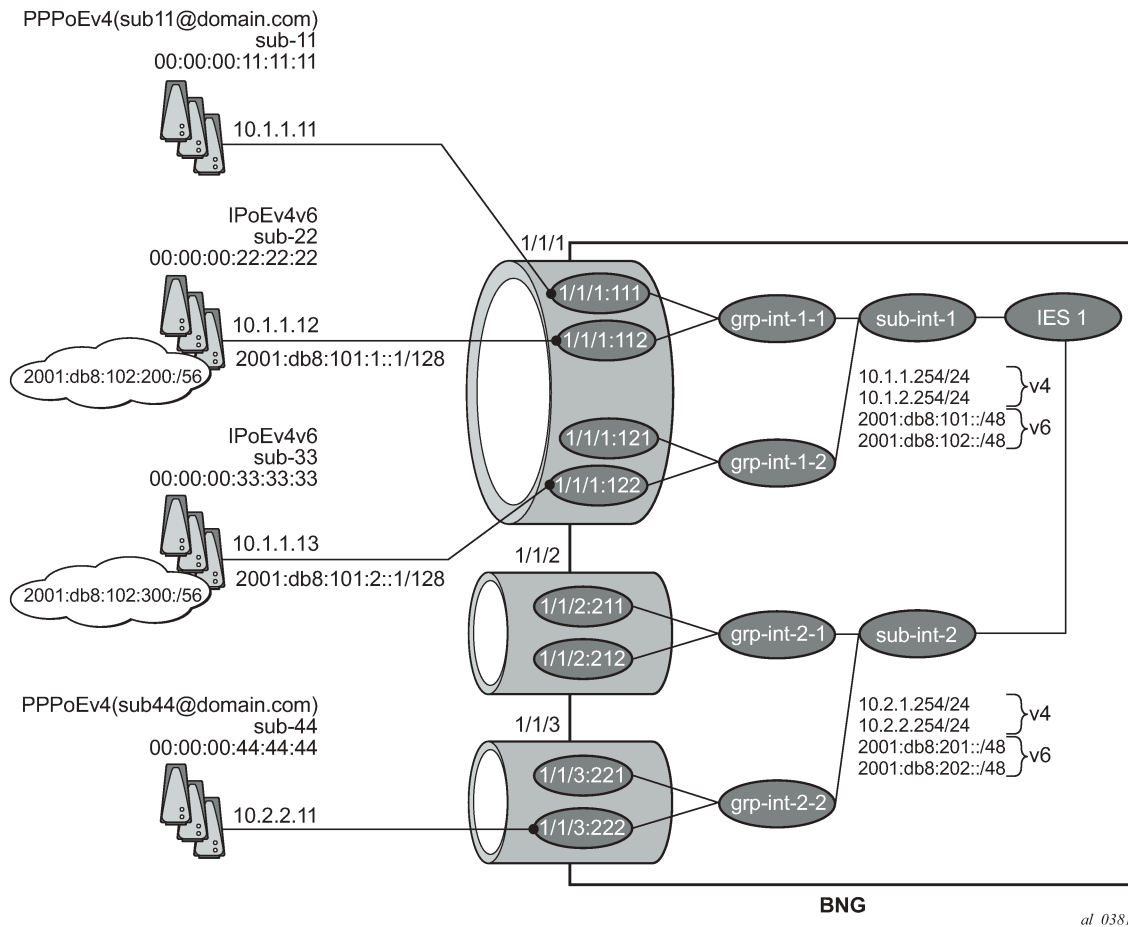 PPPoEv4(sub11@domain.com)
sub-11
00:00:00:11:11:11
10.1.1.11
IPoEv4v6
sub-22
00:00:00:22:22:22
10.1.1.12
2001:db8:101:1::1/128
2001:db8:102:200:/56
IPoEv4v6
sub-33
00:00:00:33:33:33
10.1.1.13
2001:db8:101:2::1/128
2001:db8:102:300:/56
PPPoEv4(sub44@domain.com)
sub-44
00:00:00:44:44:44
10.2.2.11
1/1/1
1/1/1:111
1/1/1:112
1/1/1:121
1/1/1:122
1/1/2
1/1/2:211
1/1/2:212
1/1/3
1/1/3:221
1/1/3:222
grp-int-1-1
grp-int-1-2
grp-int-2-1
grp-int-2-2
sub-int-1
IES 1
10.1.1.254/24
10.1.2.254/24
v4
2001:db8:101::/48
2001:db8:102::/48
v6
sub-int-2
10.2.1.254/24
10.2.2.254/24
v4
2001:db8:201::/48
2001:db8:202::/48
v6
BNG
al_0381